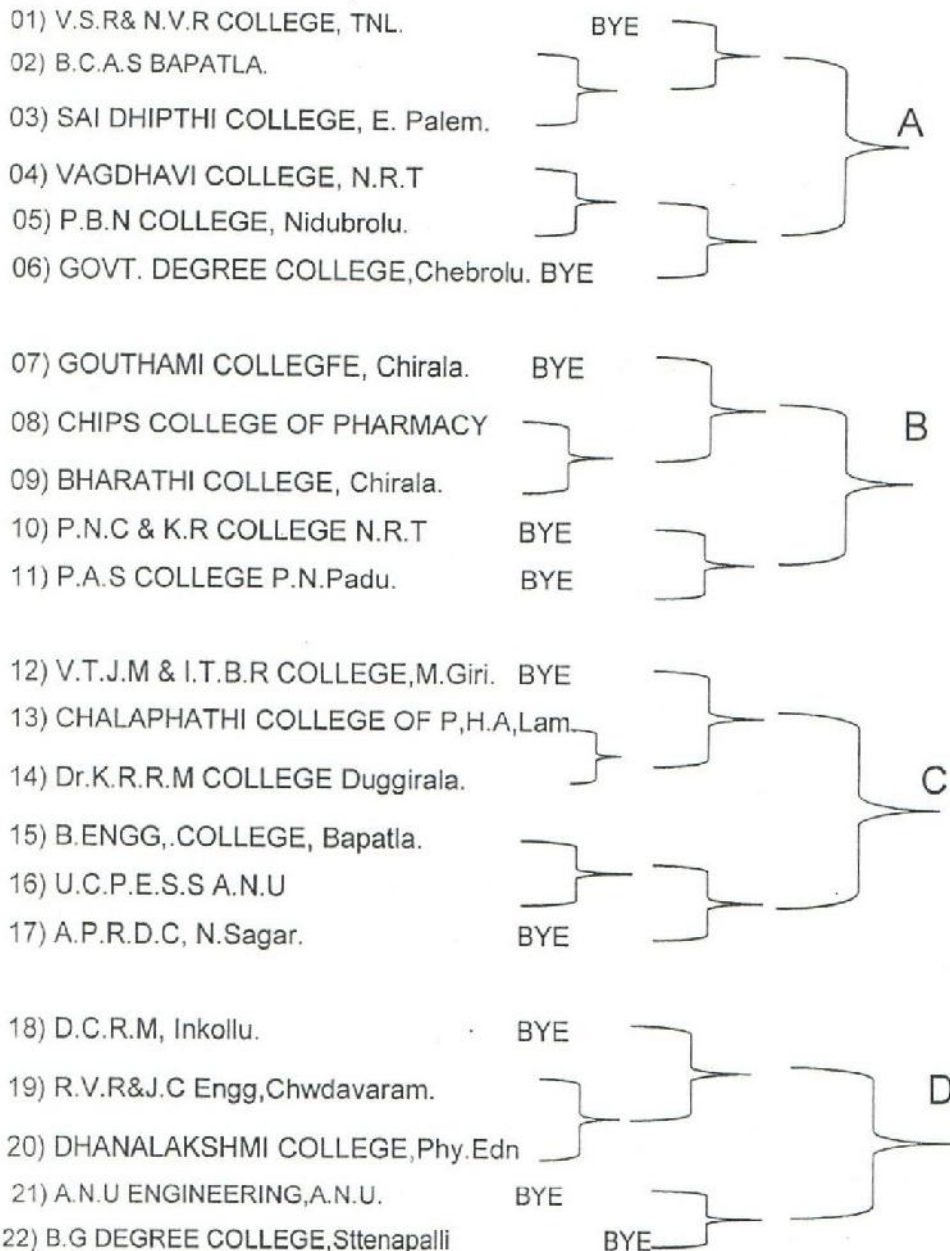 01) V.S.R& N.V.R COLLEGE, TNL. BYE
02) B.C.A.S BAPATLA.
03) SAI DHIPTHI COLLEGE, E. Palem.
A
04) VAGDHAVI COLLEGE, N.R.T
05) P.B.N COLLEGE, Nidubrolu.
06) GOVT. DEGREE COLLEGE,Chebrolu. BYE
07) GOUTHAMI COLLEGFE, Chirala. BYE
08) CHIPS COLLEGE OF PHARMACY
B
09) BHARATHI COLLEGE, Chirala.
10) P.N.C & K.R COLLEGE N.R.T BYE
11) P.A.S COLLEGE P.N.Padu. BYE
12) V.T.J.M & I.T.B.R COLLEGE,M.Giri. BYE
13) CHALAPHATHI COLLEGE OF P,H.A,Lam.
14) Dr.K.R.R.M COLLEGE Duggirala.
C
15) B.ENGG,.COLLEGE, Bapatla.
16) U.C.P.E.S.S A.N.U
17) A.P.R.D.C, N.Sagar. BYE
18) D.C.R.M, Inkollu. BYE
19) R.V.R&J.C Engg,Chwdavaram.
D
20) DHANALAKSHMI COLLEGE,Phy.Edn
21) A.N.U ENGINEERING,A.N.U. BYE
22) B.G DEGREE COLLEGE,Sttenapalli BYE